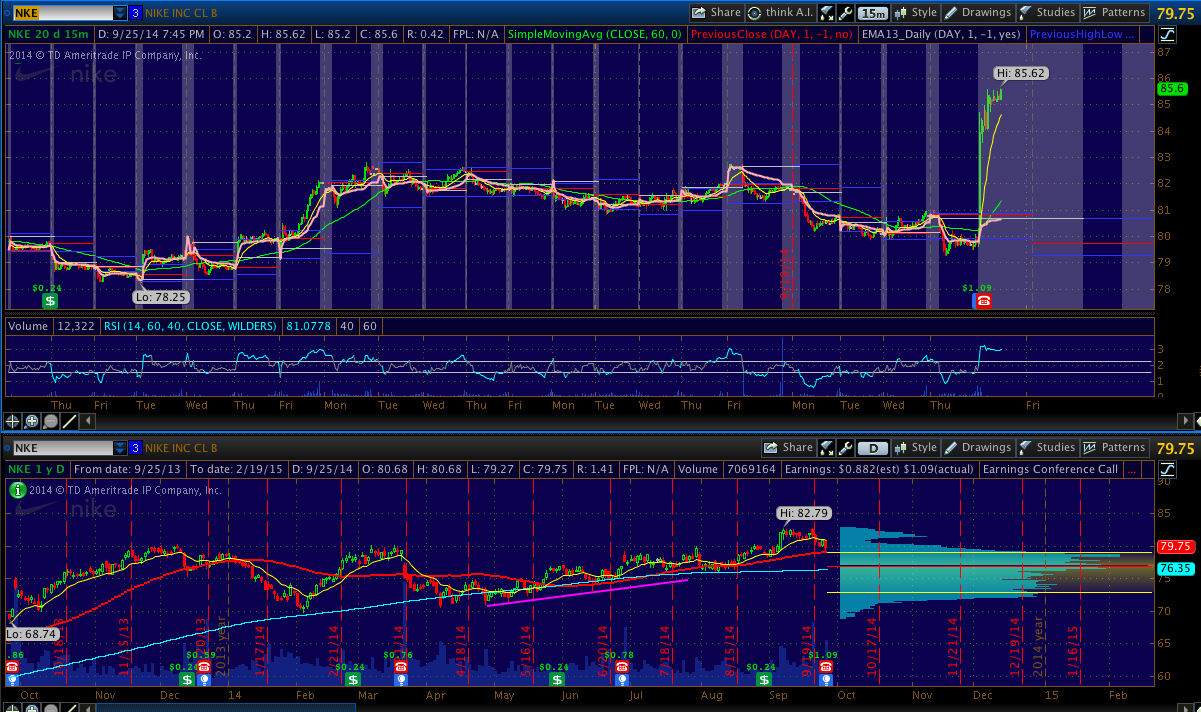 NKE 3 NIKE INC CL B Share think A.I. 15m Style Drawings Studies Patterns 79.75
NKE 20 d 15m D: 9/25/14 7:45 PM O: 85.2 H: 85.62 L: 85.2 C: 85.6 R: 0.42 FPL: N/A SimpleMovingAvg (CLOSE, 60, 0) PreviousClose (DAY, 1, -1, no) EMA13_Daily (DAY, 1, -1, yes) PreviousHighLow ...
2014 © TD Ameritrade IP Company, Inc.
nike
87
86
Hi: 85.62
85.6
85
84
83
82
81
80
79
78
9/19/14
$0.24
Lo: 78.25
$1.09
$
Volume 12,322 RSI (14, 60, 40, CLOSE, WILDERS) 81.0778 40 60
3
2
1
0
Thu Fri Tue Wed Thu Fri Mon Tue Wed Thu Fri Mon Tue Wed Thu Fri Mon Tue Wed Thu Fri
NKE 3 NIKE INC CL B Share D Style Drawings Studies Patterns 79.75
NKE 1 y D From date: 9/25/13 To date: 2/19/15 D: 9/25/14 O: 80.68 H: 80.68 L: 79.27 C: 79.75 R: 1.41 FPL: N/A Volume 7069164 Earnings: $0.882(est) $1.09(actual) Earnings Conference Call ...
i 2014 © TD Ameritrade IP Company, Inc.
nike
90
Hi: 82.79
85
79.75
76.35
75
70
65
60
Lo: 68.74
2013 year
1/17/14
2/21/14
4/18/14
5/16/14
6/20/14
7/18/14
8/15/14
10/17/14
11/21/14
12/19/14
2014 year
1/16/15
.86 $0.24 $0.59 $0.24 $0.76 $0.24 $0.78 $0.24 $1.09
$ $ $ $
Oct Nov Dec 14 Feb Mar Apr May Jun Jul Aug Sep Oct Nov Dec 15 Feb